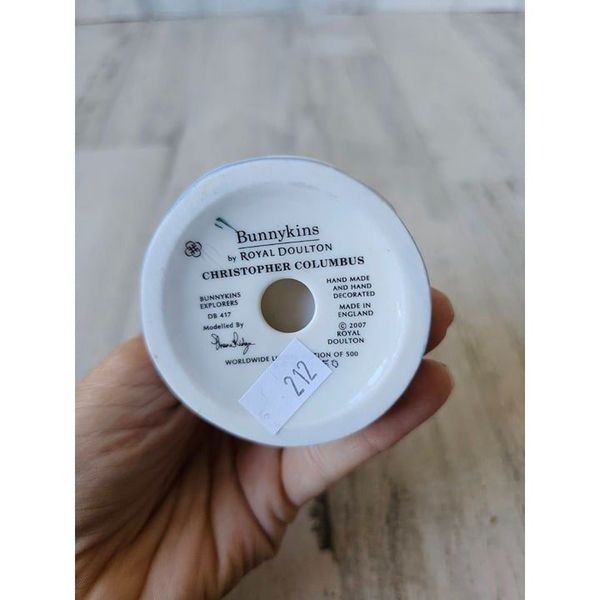 Bunnykins
by ROYAL DOULTON
CHRISTOPHER COLUMBUS
BUNNYKINS
EXPLORERS
DB 417
Modelled By
HAND MADE
AND HAND
DECORATED
MADE IN
ENGLAND
© 2007
ROYAL
DOULTON
WORLDWIDE OF 500
212